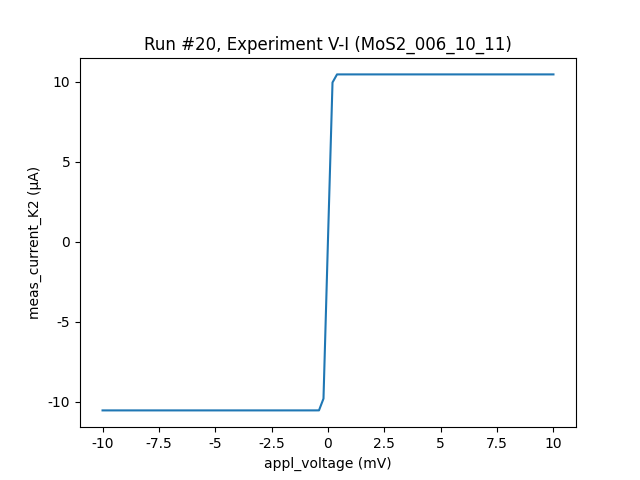 Run #20, Experiment V-I (MoS2_006_10_11)
10
5
0
-5
-10
meas_current_K2 (μA)
-10 -7.5 -5 -2.5 0 2.5 5 7.5 10
appl_voltage (mV)